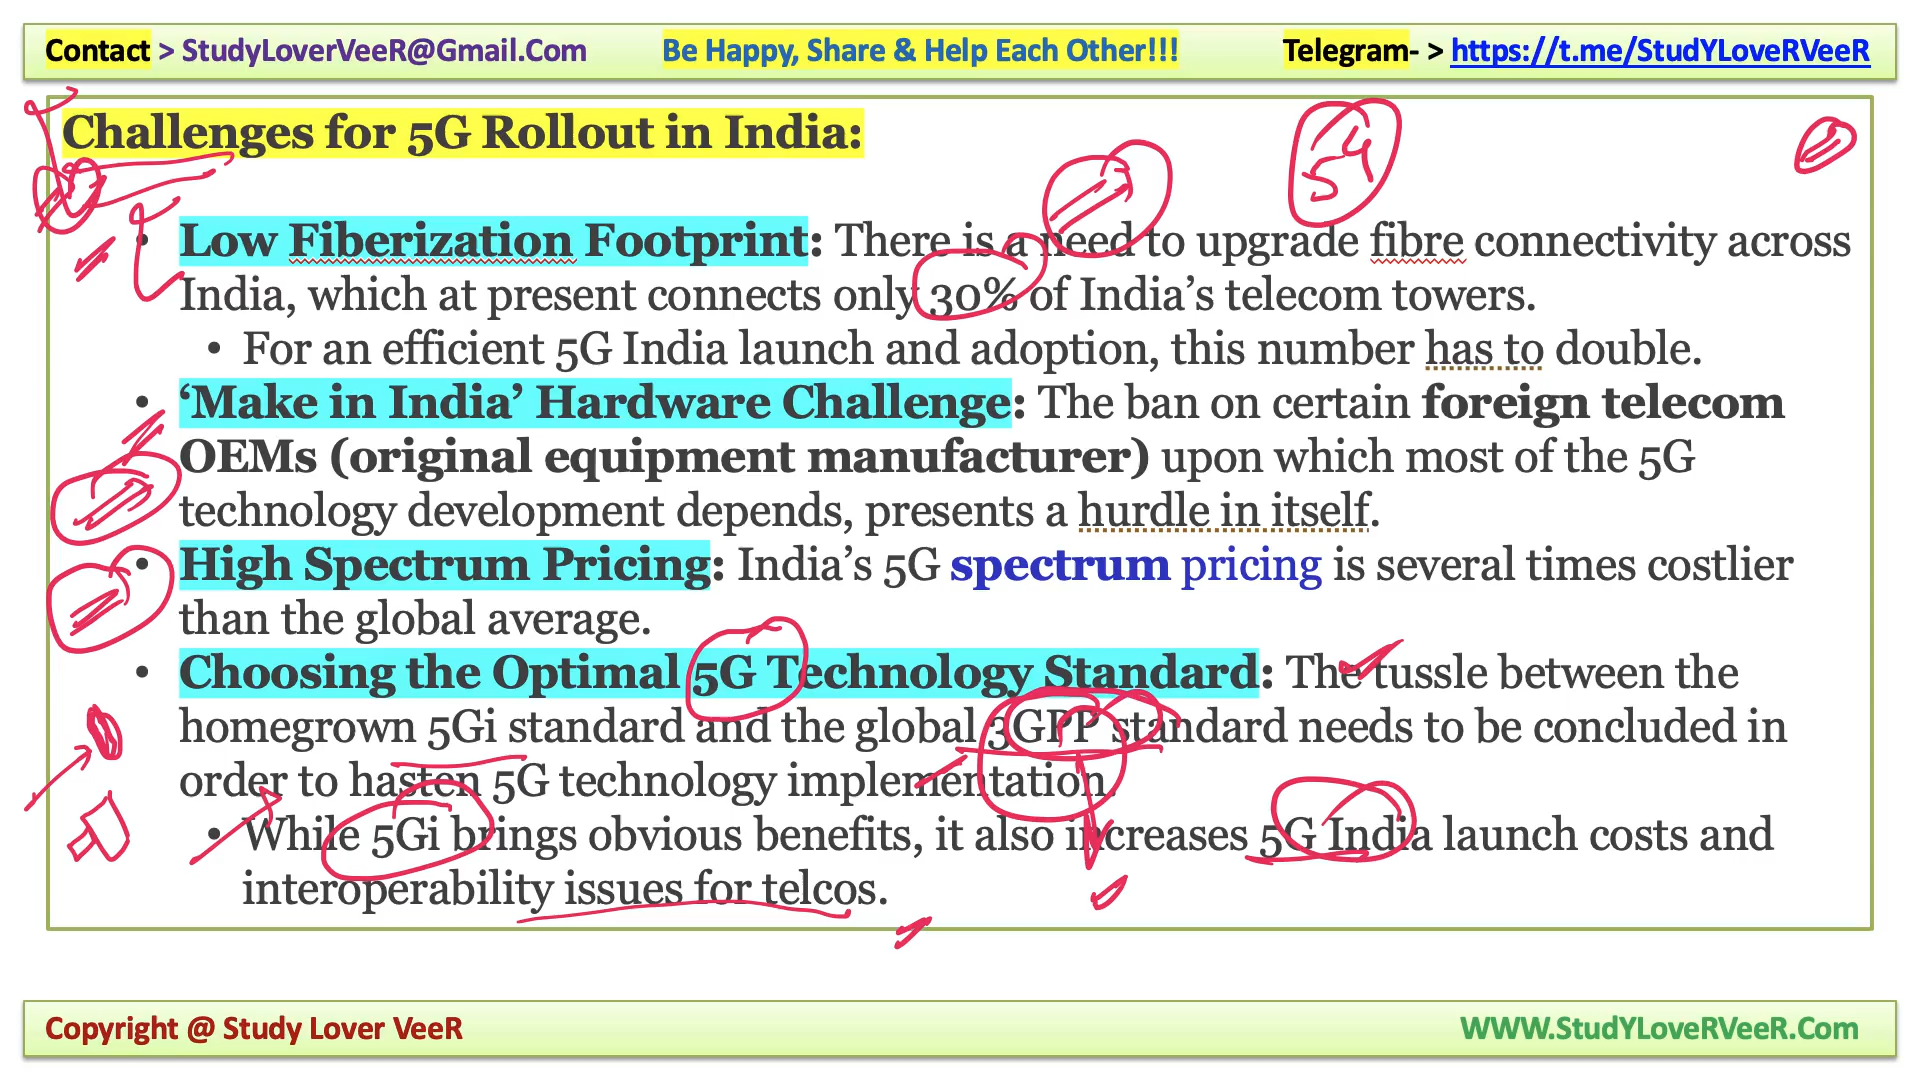 Contact > StudyLoverVeeR@Gmail.Com Be Happy, Share & Help Each Other!!! Telegram- > https://t.me/StudYLoveRVeeR
Challenges for 5G Rollout in India:
54
• Low Fiberization Footprint: There is a need to upgrade fibre connectivity across
India, which at present connects only 30% of India’s telecom towers.
• For an efficient 5G India launch and adoption, this number has to double.
• ‘Make in India’ Hardware Challenge: The ban on certain foreign telecom
OEMs (original equipment manufacturer) upon which most of the 5G
technology development depends, presents a hurdle in itself.
• High Spectrum Pricing: India’s 5G spectrum pricing is several times costlier
than the global average.
• Choosing the Optimal 5G Technology Standard: The tussle between the
homegrown 5Gi standard and the global 3GPP standard needs to be concluded in
order to hasten 5G technology implementation.
• While 5Gi brings obvious benefits, it also increases 5G India launch costs and
interoperability issues for telcos.
Copyright @ Study Lover VeeR WWW.StudYLoveRVeeR.Com